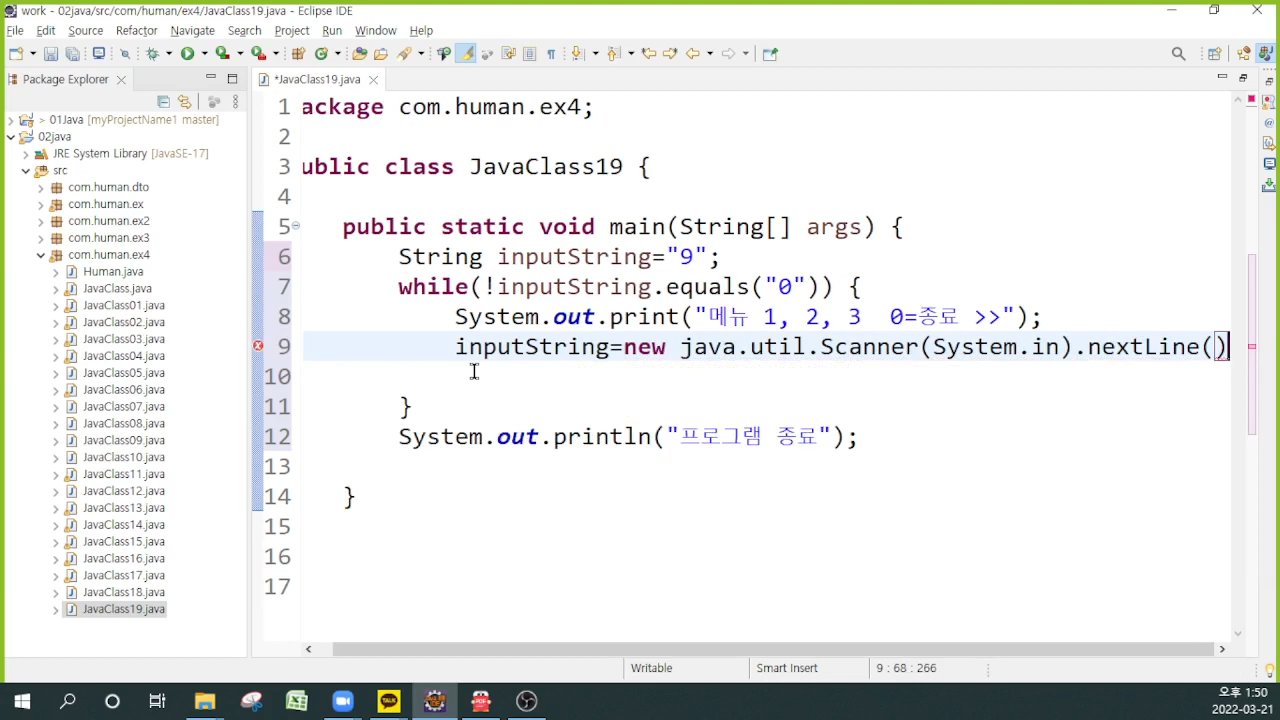 work - 02java/src/com/human/ex4/JavaClass19.java - Eclipse IDE
File Edit Source Refactor Navigate Search Project Run Window Help
Package Explorer
*JavaClass19.java
01Java [myProjectName1 master]
02java
JRE System Library [JavaSE-17]
src
com.human.dto
com.human.ex
com.human.ex2
com.human.ex3
com.human.ex4
Human.java
JavaClass.java
JavaClass01.java
JavaClass02.java
JavaClass03.java
JavaClass04.java
JavaClass05.java
JavaClass06.java
JavaClass07.java
JavaClass08.java
JavaClass09.java
JavaClass10.java
JavaClass11.java
JavaClass12.java
JavaClass13.java
JavaClass14.java
JavaClass15.java
JavaClass16.java
JavaClass17.java
JavaClass18.java
JavaClass19.java
1 ackage com.human.ex4;
2
3 ublic class JavaClass19 {
4
5 public static void main(String[] args) {
6 String inputString="9";
7 while(!inputString.equals("0")) {
8 System.out.print("메뉴 1, 2, 3  0=종료 >>");
9 inputString=new java.util.Scanner(System.in).nextLine()
10
11 }
12 System.out.println("프로그램 종료");
13
14 }
15
16
17
Writable Smart Insert 9 : 68 : 266
TALK
PDF
오후 1:50
2022-03-21